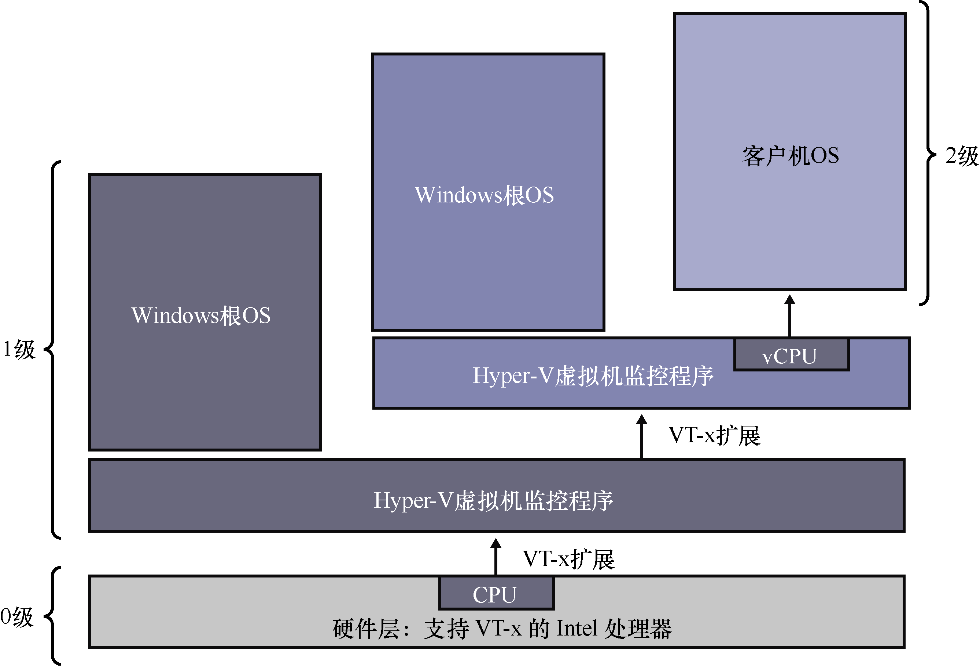 客户机OS
2级
Windows根OS
Windows根OS
1级
vCPU
Hyper-V虚拟机监控程序
VT-x扩展
Hyper-V虚拟机监控程序
VT-x扩展
CPU
0级
硬件层：支持 VT-x 的 Intel 处理器